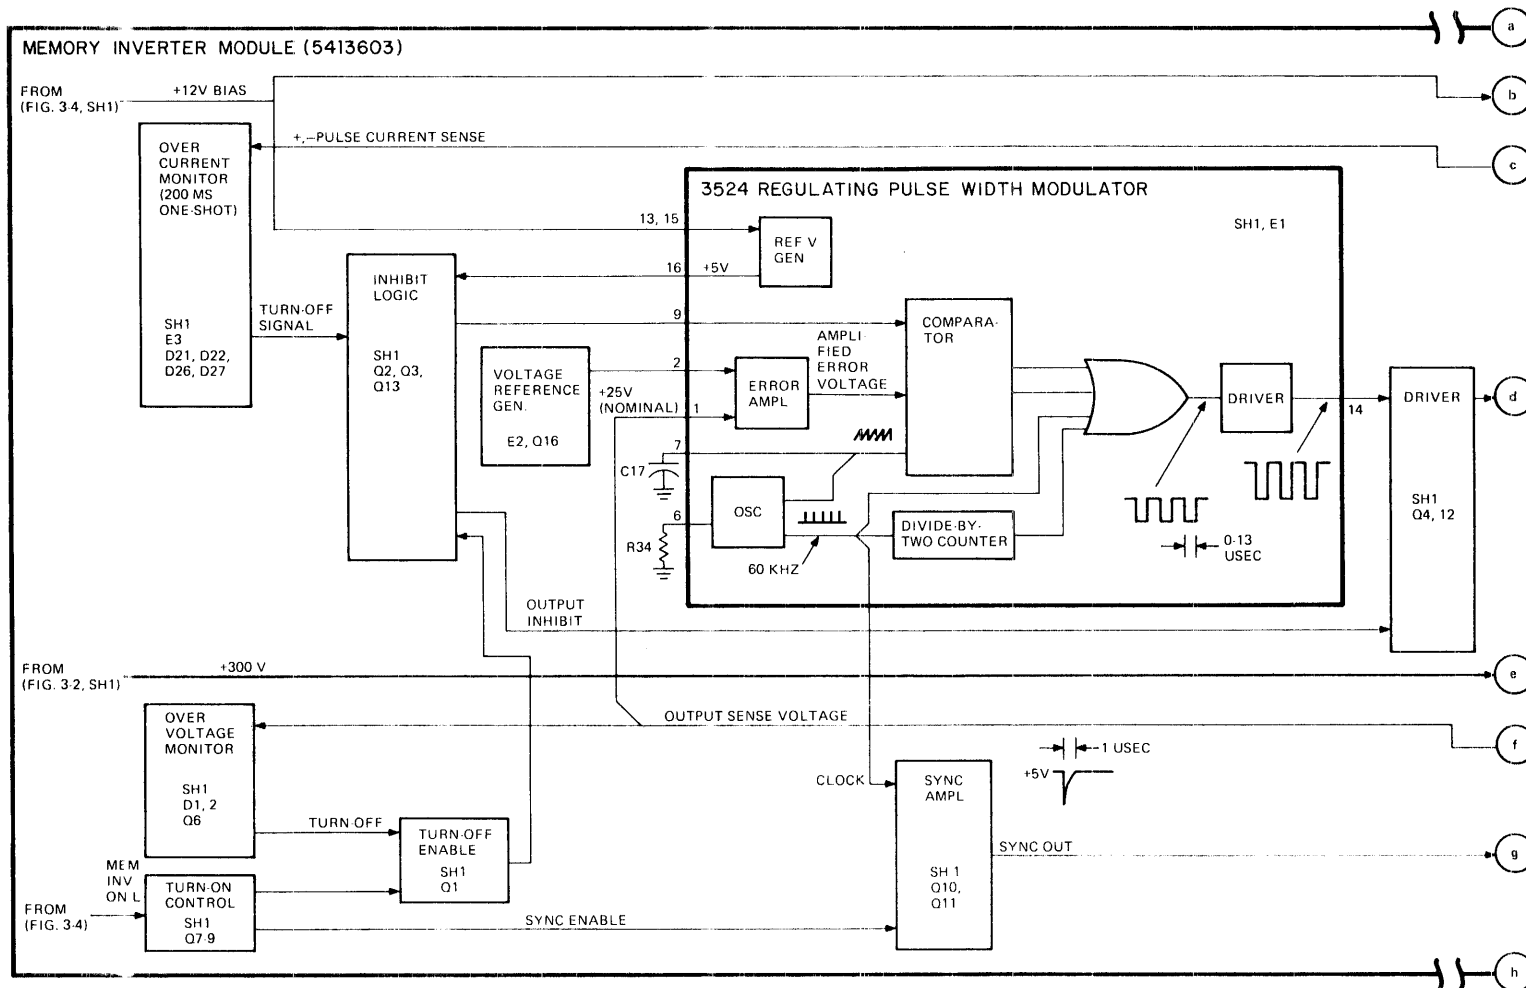 MEMORY INVERTER MODULE (5413603)
a
FROM
(FIG. 3-4, SH1)
+12V BIAS
b
+,–PULSE CURRENT SENSE
c
OVER
CURRENT
MONITOR
(200 MS
ONE-SHOT)
SH1
E3
D21, D22,
D26, D27
TURN-OFF
SIGNAL
INHIBIT
LOGIC
SH1
Q2, Q3,
Q13
3524 REGULATING PULSE WIDTH MODULATOR
SH1, E1
13, 15
REF V
GEN
16
+5V
9
2
1
7
6
VOLTAGE
REFERENCE
GEN.
E2, Q16
+25V
(NOMINAL)
ERROR
AMPL
AMPLI-
FIED
ERROR
VOLTAGE
COMPARA-
TOR
C17
R34
OSC
60 KHZ
DIVIDE-BY-
TWO COUNTER
DRIVER
14
0-13
USEC
DRIVER
SH1
Q4, 12
d
OUTPUT
INHIBIT
FROM
(FIG. 3-2, SH1)
+300 V
e
OVER
VOLTAGE
MONITOR
SH1
D1, 2
Q6
OUTPUT SENSE VOLTAGE
f
TURN-OFF
TURN-OFF
ENABLE
SH1
Q1
MEM
INV
ON L
FROM
(FIG. 3-4)
TURN-ON
CONTROL
SH1
Q7-9
SYNC ENABLE
CLOCK
SYNC
AMPL
SH 1
Q10,
Q11
+5V
~1 USEC
SYNC OUT
g
h